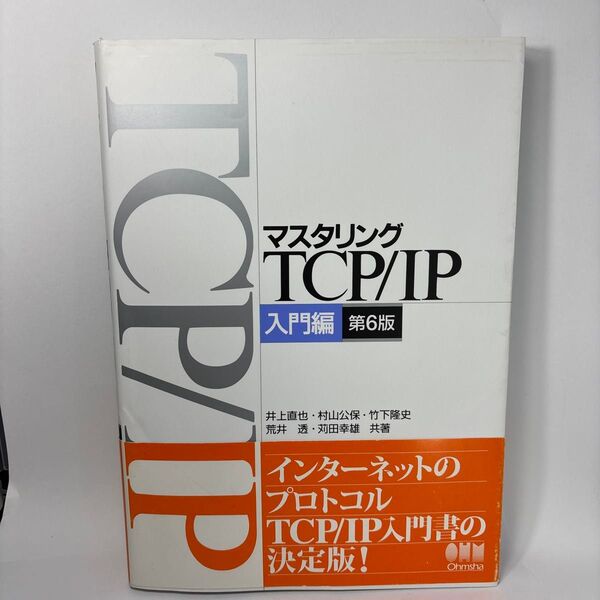 TCP/IP
マスタリング
TCP/IP
入門編 第6版
井上直也・村山公保・竹下隆史
荒井 透・苅田幸雄 共著
インターネットの
プロトコル
TCP/IP入門書の
決定版!
OHM
Ohmsha